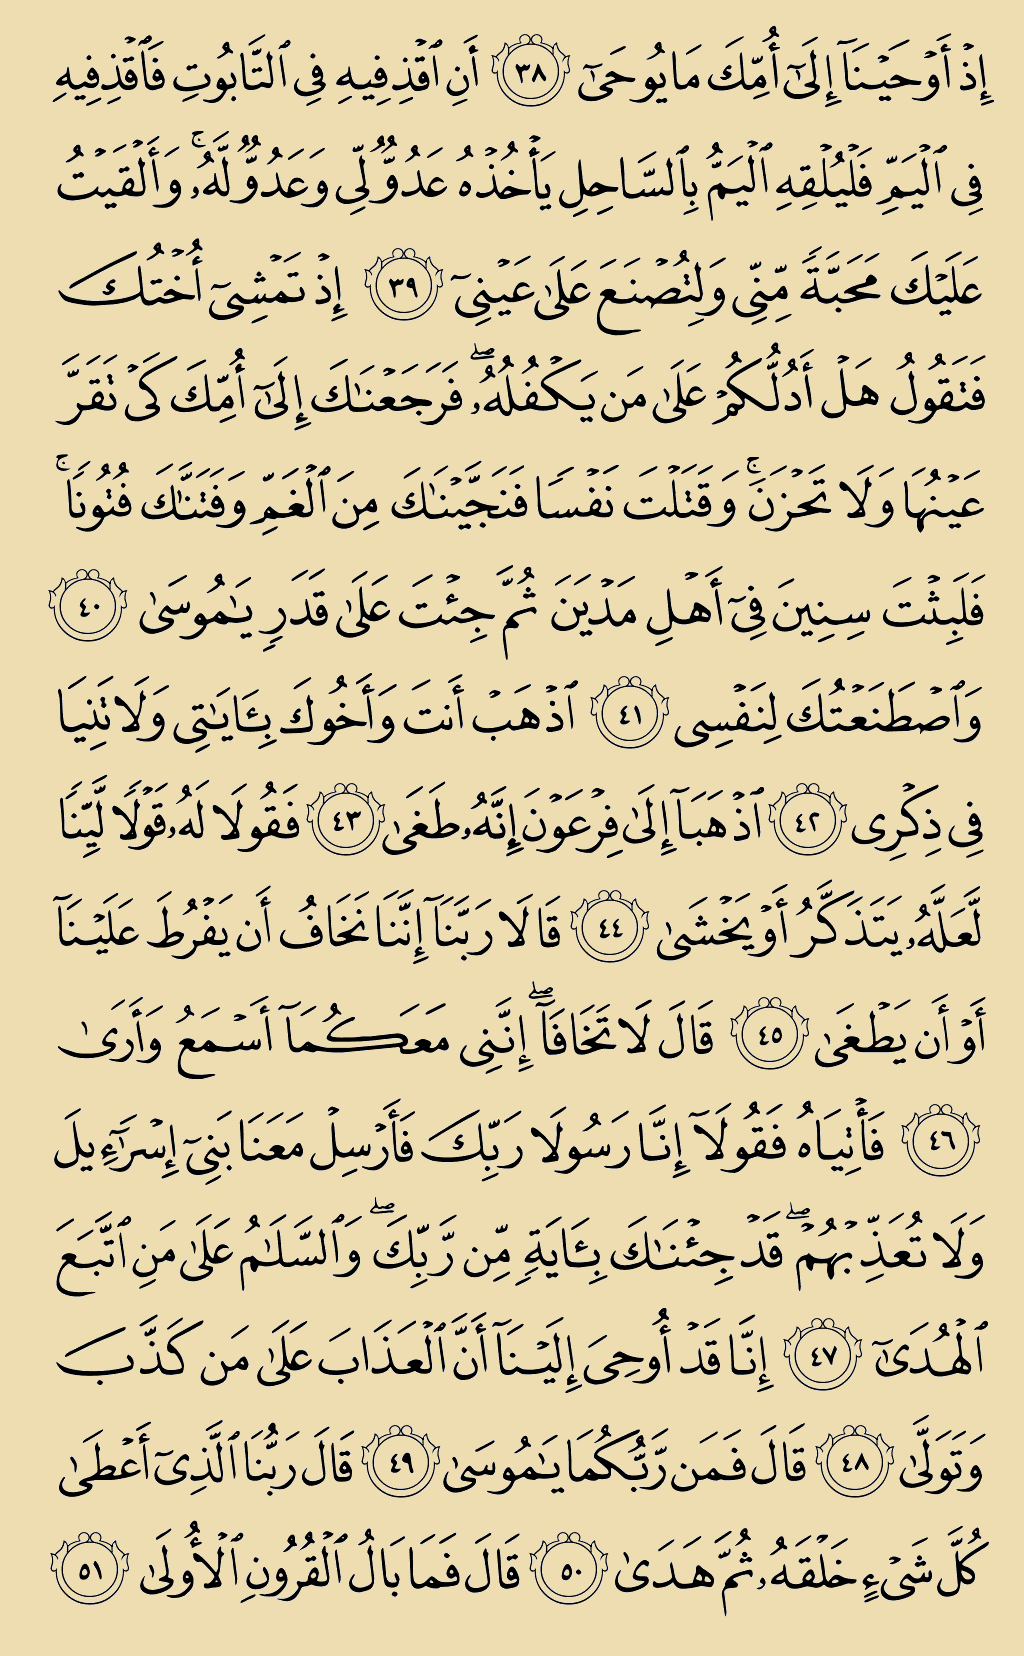 إِذۡ أَوۡحَيۡنَآ إِلَىٰٓ أُمِّكَ مَا يُوحَىٰٓ ٣٨ أَنِ ٱقۡذِفِيهِ فِي ٱلتَّابُوتِ فَٱقۡذِفِيهِ
فِي ٱلۡيَمِّ فَلۡيُلۡقِهِ ٱلۡيَمُّ بِٱلسَّاحِلِ يَأۡخُذۡهُ عَدُوّٞ لِّي وَعَدُوّٞ لَّهُۥۚ وَأَلۡقَيۡتُ
عَلَيۡكَ مَحَبَّةٗ مِّنِّي وَلِتُصۡنَعَ عَلَىٰ عَيۡنِيٓ ٣٩ إِذۡ تَمۡشِيٓ أُخۡتُكَ
فَتَقُولُ هَلۡ أَدُلُّكُمۡ عَلَىٰ مَن يَكۡفُلُهُۥۖ فَرَجَعۡنَٰكَ إِلَىٰٓ أُمِّكَ كَيۡ تَقَرَّ
عَيۡنُهَا وَلَا تَحۡزَنَۚ وَقَتَلۡتَ نَفۡسٗا فَنَجَّيۡنَٰكَ مِنَ ٱلۡغَمِّ وَفَتَنَّٰكَ فُتُونٗاۚ
فَلَبِثۡتَ سِنِينَ فِيٓ أَهۡلِ مَدۡيَنَ ثُمَّ جِئۡتَ عَلَىٰ قَدَرٖ يَٰمُوسَىٰ ٤٠
وَٱصۡطَنَعۡتُكَ لِنَفۡسِي ٤١ ٱذۡهَبۡ أَنتَ وَأَخُوكَ بِـَٔايَٰتِي وَلَا تَنِيَا
فِي ذِكۡرِي ٤٢ ٱذۡهَبَآ إِلَىٰ فِرۡعَوۡنَ إِنَّهُۥ طَغَىٰ ٤٣ فَقُولَا لَهُۥ قَوۡلٗا لَّيِّنٗا
لَّعَلَّهُۥ يَتَذَكَّرُ أَوۡ يَخۡشَىٰ ٤٤ قَالَا رَبَّنَآ إِنَّنَا نَخَافُ أَن يَفۡرُطَ عَلَيۡنَآ
أَوۡ أَن يَطۡغَىٰ ٤٥ قَالَ لَا تَخَافَآۖ إِنَّنِي مَعَكُمَآ أَسۡمَعُ وَأَرَىٰ
٤٦ فَأۡتِيَاهُ فَقُولَآ إِنَّا رَسُولَا رَبِّكَ فَأَرۡسِلۡ مَعَنَا بَنِيٓ إِسۡرَٰٓءِيلَ
وَلَا تُعَذِّبۡهُمۡۖ قَدۡ جِئۡنَٰكَ بِـَٔايَةٖ مِّن رَّبِّكَۖ وَٱلسَّلَٰمُ عَلَىٰ مَنِ ٱتَّبَعَ
ٱلۡهُدَىٰٓ ٤٧ إِنَّا قَدۡ أُوحِيَ إِلَيۡنَآ أَنَّ ٱلۡعَذَابَ عَلَىٰ مَن كَذَّبَ
وَتَوَلَّىٰ ٤٨ قَالَ فَمَن رَّبُّكُمَا يَٰمُوسَىٰ ٤٩ قَالَ رَبُّنَا ٱلَّذِيٓ أَعۡطَىٰ
كُلَّ شَيۡءٍ خَلۡقَهُۥ ثُمَّ هَدَىٰ ٥٠ قَالَ فَمَا بَالُ ٱلۡقُرُونِ ٱلۡأُولَىٰ ٥١